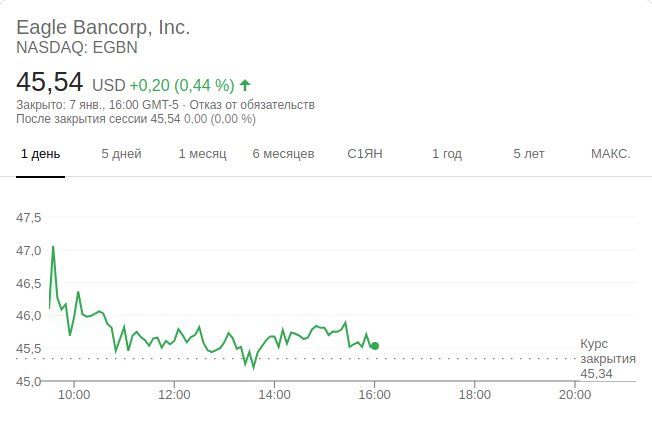 Eagle Bancorp, Inc.
NASDAQ: EGBN
45,54 USD +0,20 (0,44 %)
Закрыто: 7 янв., 16:00 GMT-5 · Отказ от обязательств
После закрытия сессии 45,54 0,00 (0,00 %)
1 день 5 дней 1 месяц 6 месяцев С1ЯН 1 год 5 лет МАКС.
47,5
47,0
46,5
46,0
45,5
45,0
Курс
закрытия
45,34
10:00 12:00 14:00 16:00 18:00 20:00